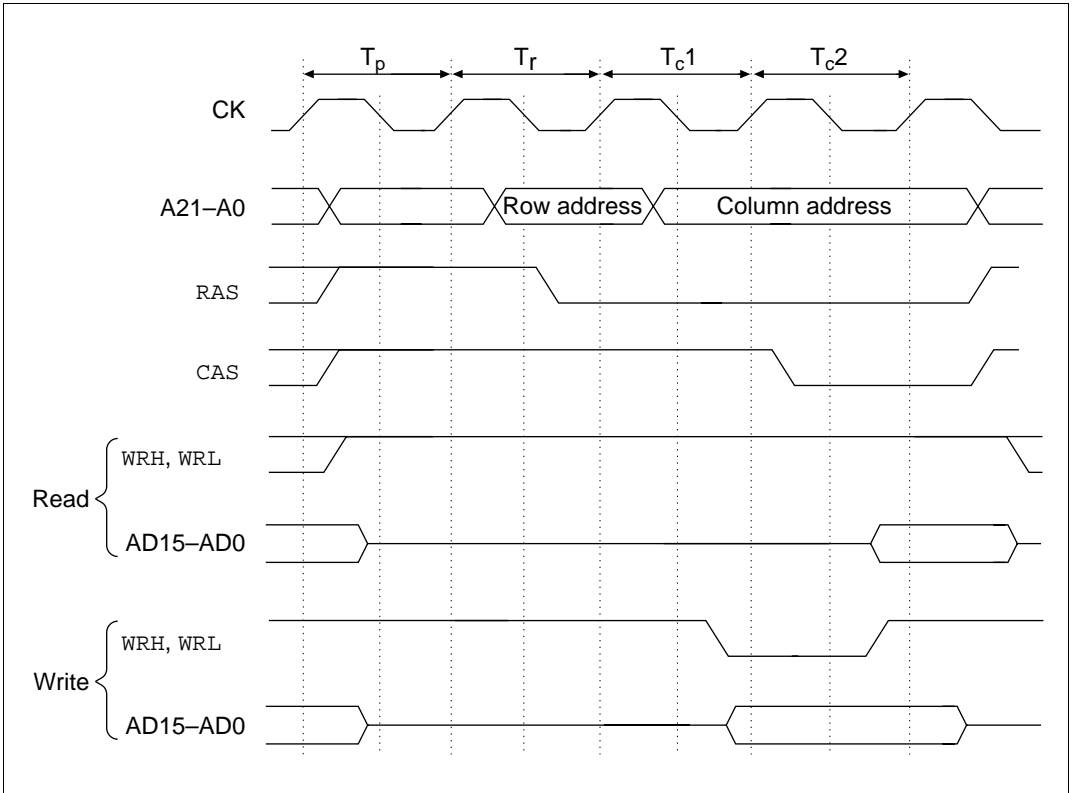 Tp Tr Tc1 Tc2
CK
A21–A0 Row address Column address
RAS
CAS
WRH, WRL
Read
AD15–AD0
WRH, WRL
Write
AD15–AD0